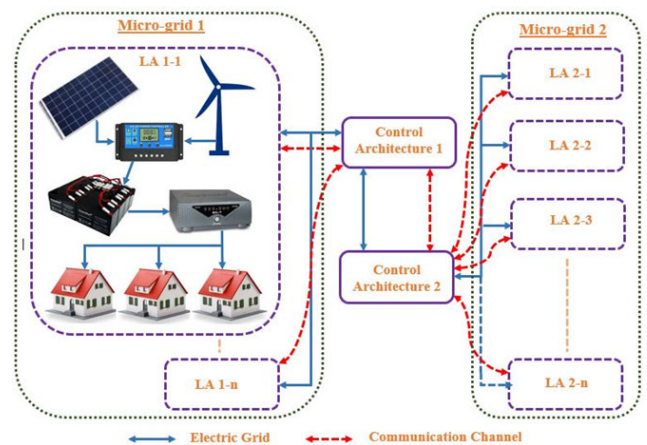 Micro-grid 1
LA 1-1
Control
Architecture 1
Control
Architecture 2
LA 1-n
Micro-grid 2
LA 2-1
LA 2-2
LA 2-3
LA 2-n
Electric Grid
Communication Channel